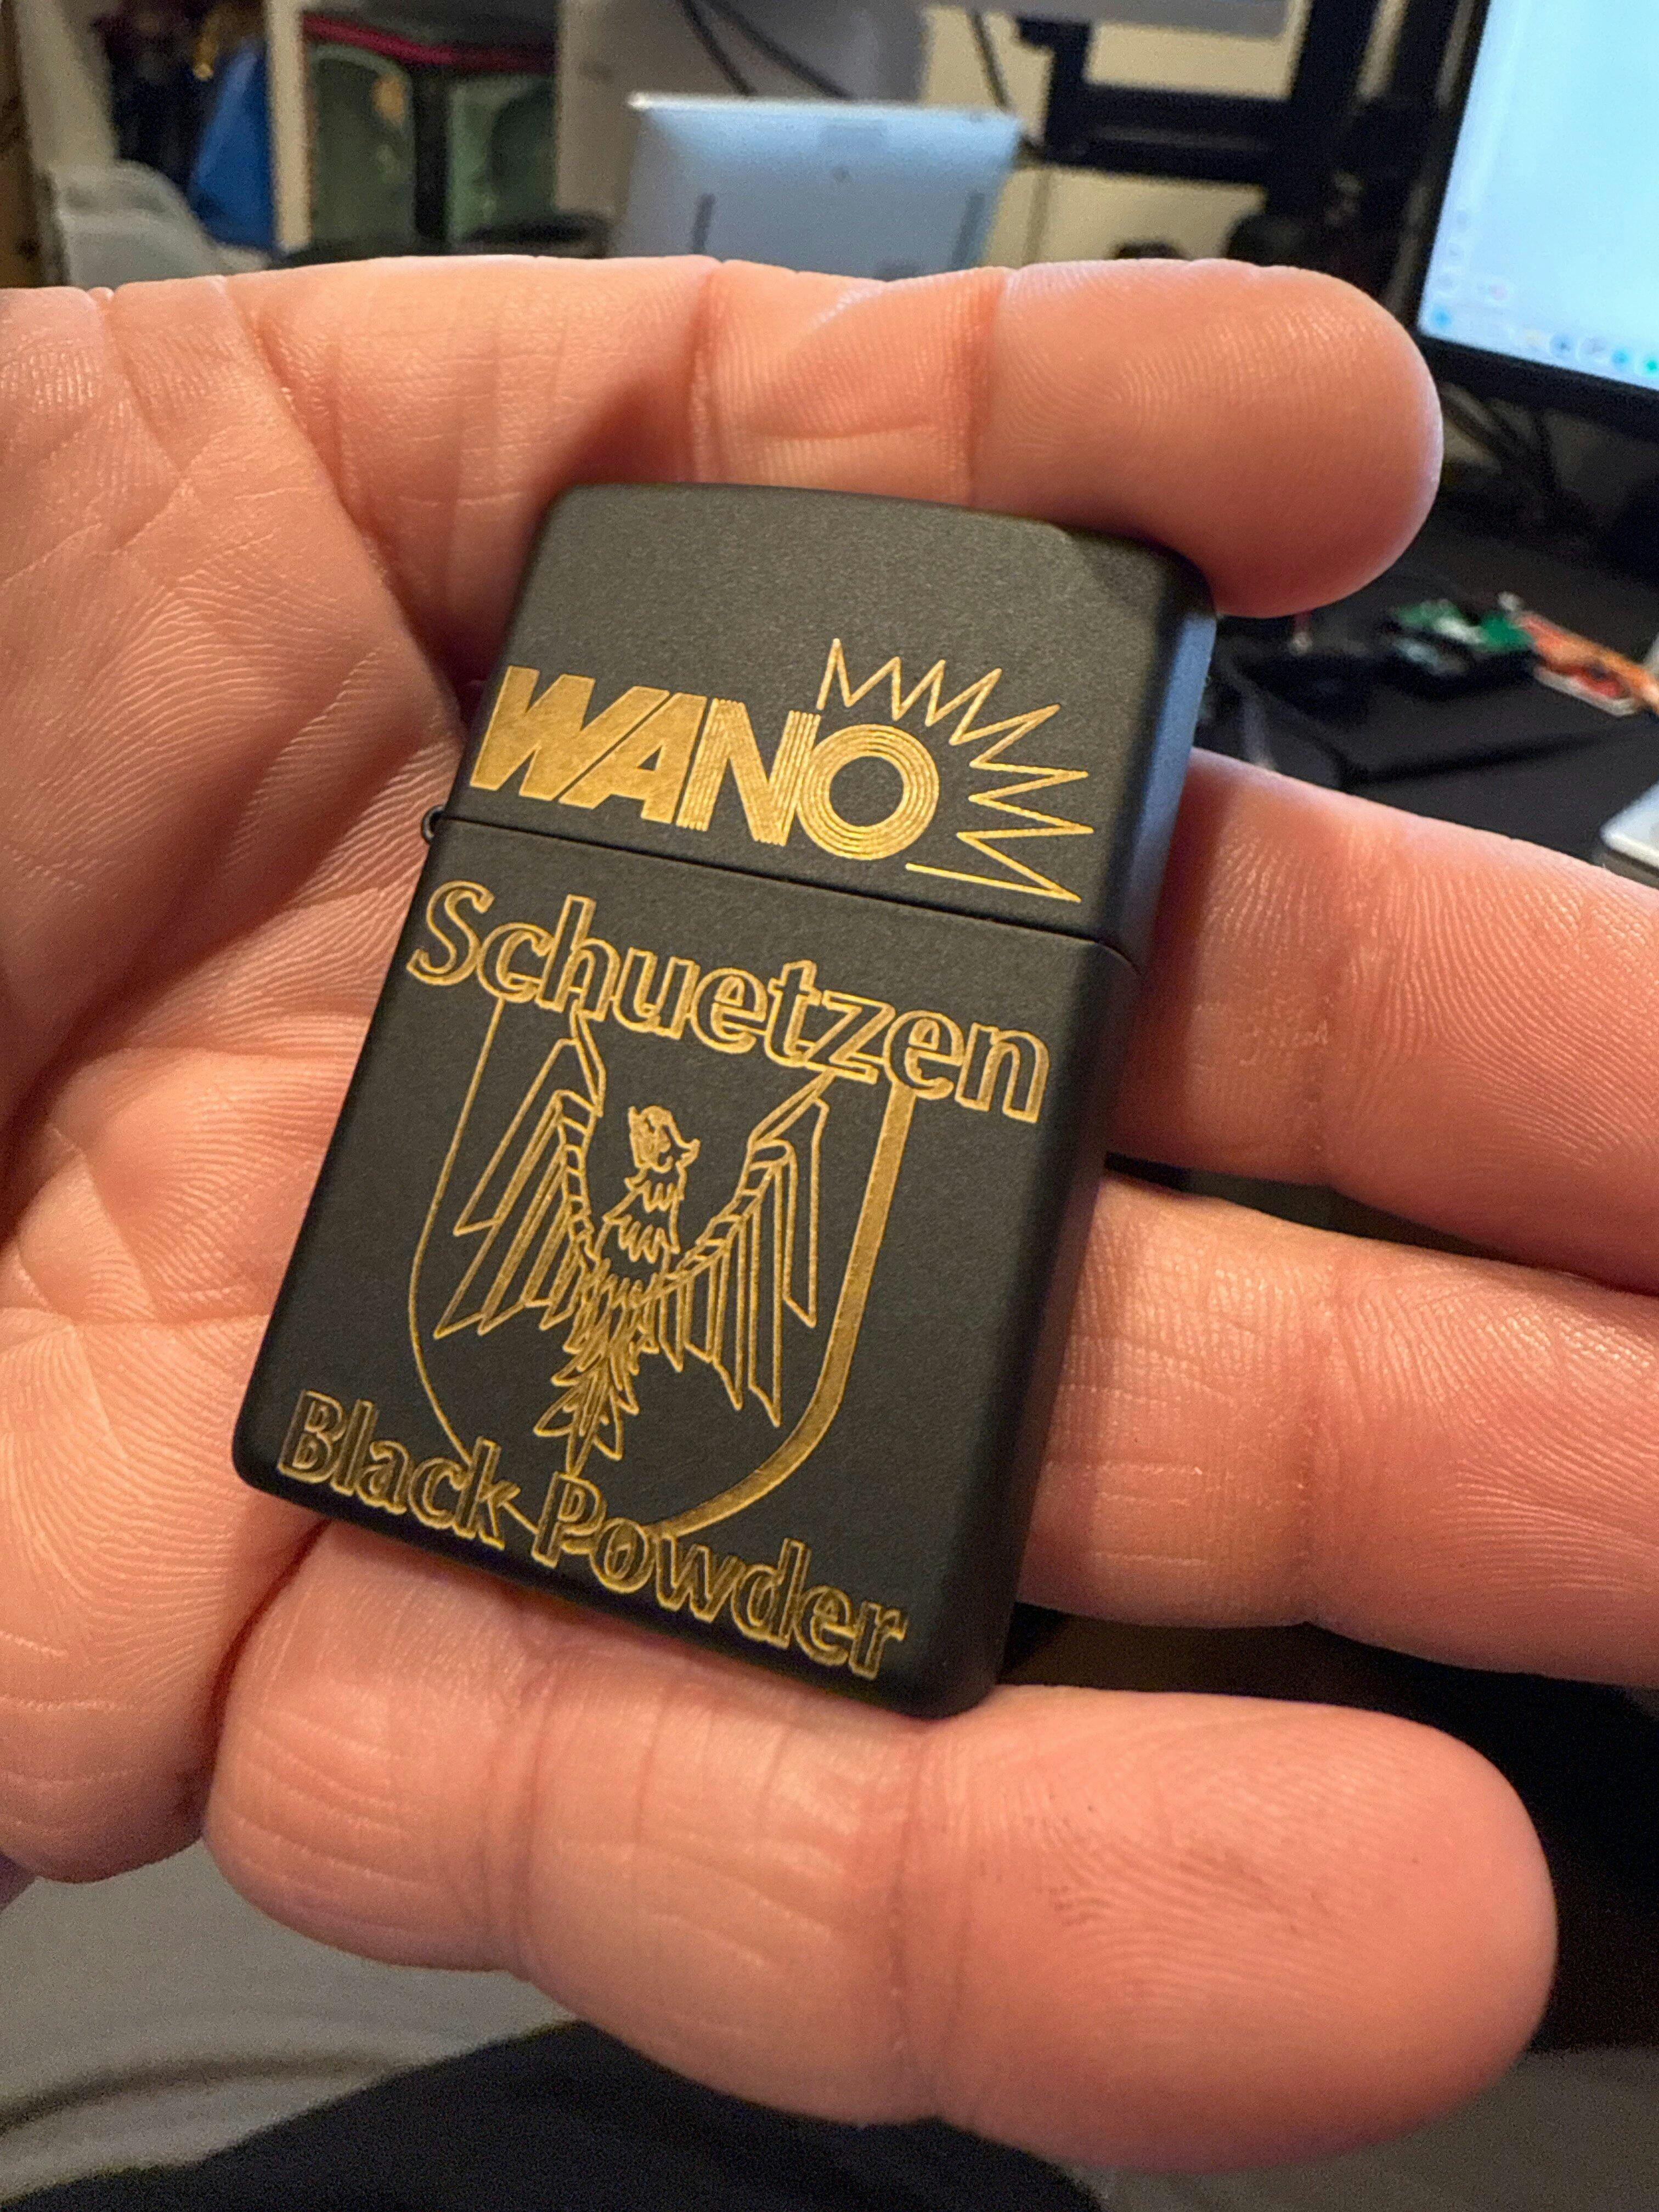 WANO
Schuetzen
Black Powder